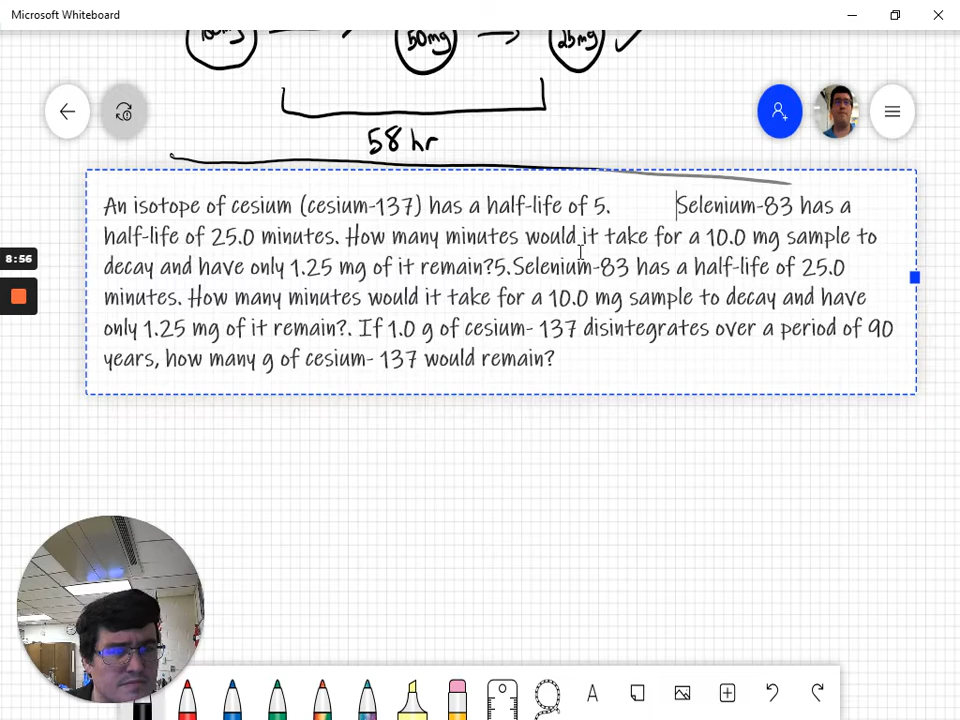 Microsoft Whiteboard
50mg
25mg
58 hr
An isotope of cesium (cesium-137) has a half-life of 5. Selenium-83 has a
half-life of 25.0 minutes. How many minutes would it take for a 10.0 mg sample to
decay and have only 1.25 mg of it remain?5.Selenium-83 has a half-life of 25.0
minutes. How many minutes would it take for a 10.0 mg sample to decay and have
only 1.25 mg of it remain?. If 1.0 g of cesium- 137 disintegrates over a period of 90
years, how many g of cesium- 137 would remain?
8:56
A